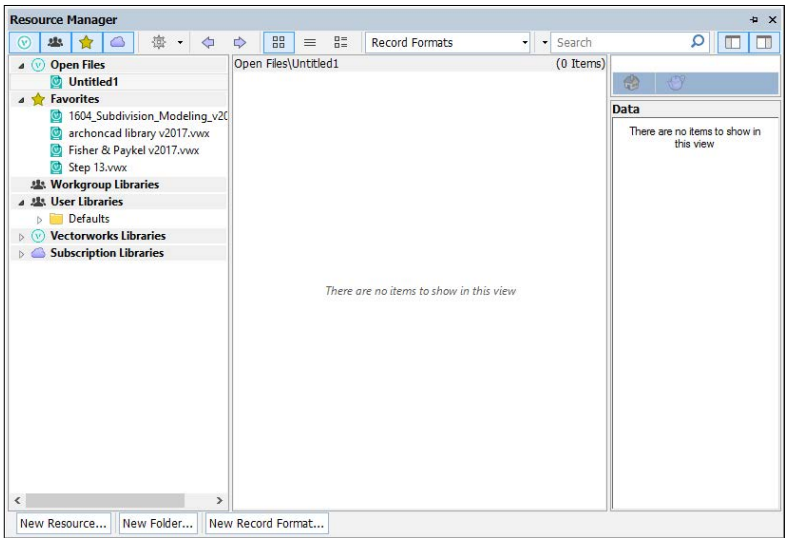 Resource Manager
Record Formats
Search
Open Files
Untitled1
Favorites
1604_Subdivision_Modeling_v20
archoncad library v2017.vwx
Fisher & Paykel v2017.vwx
Step 13.vwx
Workgroup Libraries
User Libraries
Defaults
Vectorworks Libraries
Subscription Libraries
Open Files\Untitled1 (0 Items)
There are no items to show in this view
Data
There are no items to show in
this view
New Resource... New Folder... New Record Format...